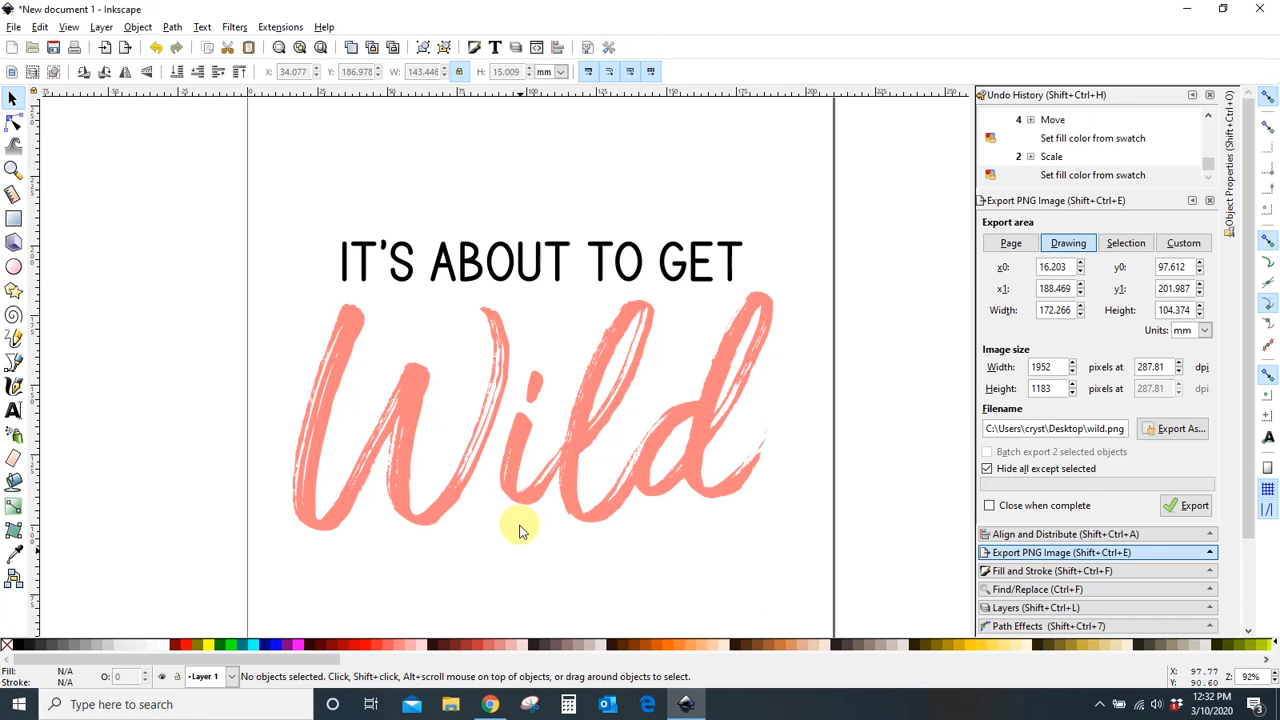 *New document 1 - Inkscape
File Edit View Layer Object Path Text Filters Extensions Help
X: 34.077 Y: 186.978 W: 143.446 H: 15.009 mm
Undo History (Shift+Ctrl+H)
4 Move
Set fill color from swatch
2 Scale
Set fill color from swatch
Object Properties (Shift+Ctrl+O)
Export PNG Image (Shift+Ctrl+E)
Export area
Page Drawing Selection Custom
x0: 16.203 y0: 97.612
x1: 188.469 y1: 201.987
Width: 172.266 Height: 104.374
Units: mm
Image size
Width: 1952 pixels at 287.81 dpi
Height: 1183 pixels at 287.81 dpi
Filename
C:\Users\cryst\Desktop\wild.png Export As...
Batch export 2 selected objects
Hide all except selected
Close when complete Export
Align and Distribute (Shift+Ctrl+A)
Export PNG Image (Shift+Ctrl+E)
Fill and Stroke (Shift+Ctrl+F)
Find/Replace (Ctrl+F)
Layers (Shift+Ctrl+L)
Path Effects (Shift+Ctrl+7)
IT'S ABOUT TO GET
Wild
Fill: N/A
Stroke: N/A
O: 0
Layer 1
No objects selected. Click, Shift+click, Alt+scroll mouse on top of objects, or drag around objects to select.
X: 97.77
Y: 90.60
Z: 92%
Type here to search
12:32 PM
3/10/2020